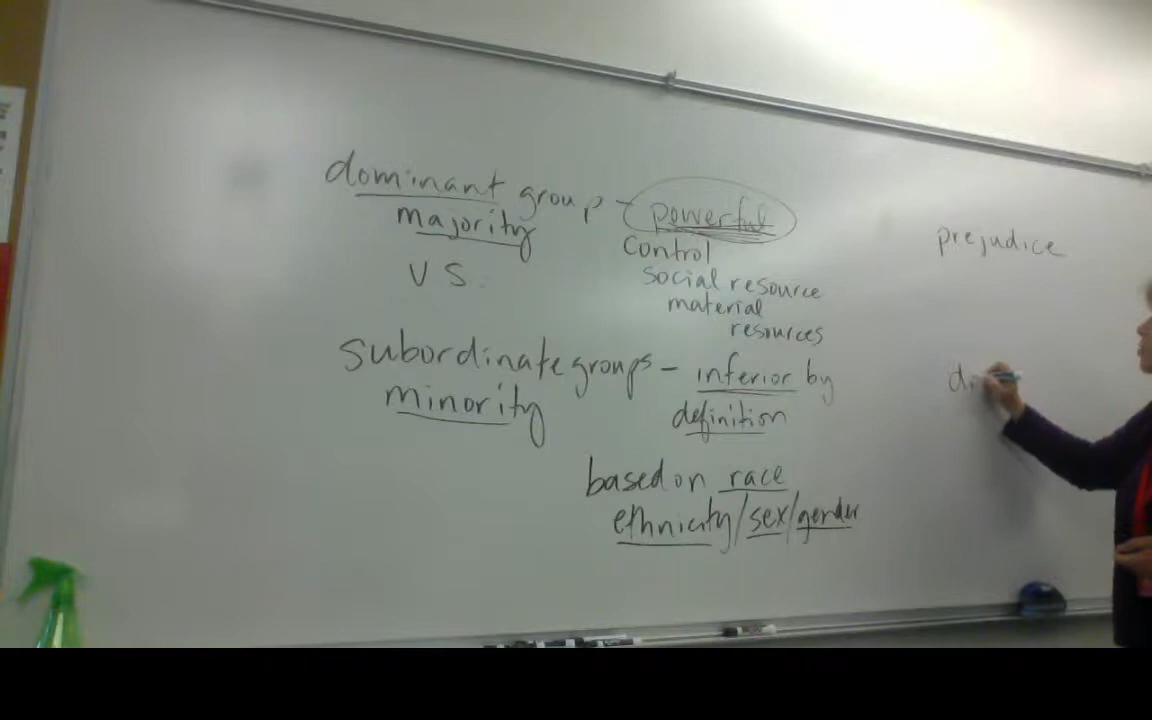 dominant group - powerful
majority
control
social resource
material
resources
vs.
subordinate groups - inferior by
minority
definition
based on race
ethnicity/sex/gender
prejudice
di